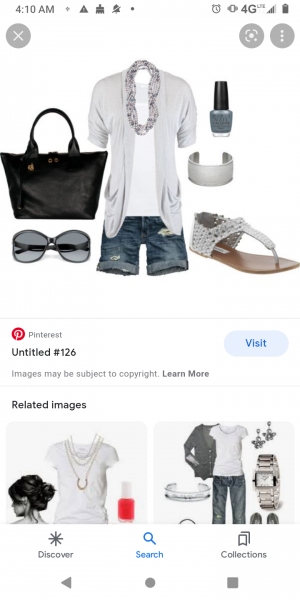 4:10 AM
4G LTE
Pinterest
Untitled #126
Visit
Images may be subject to copyright. Learn More
Related images
Discover
Search
Collections